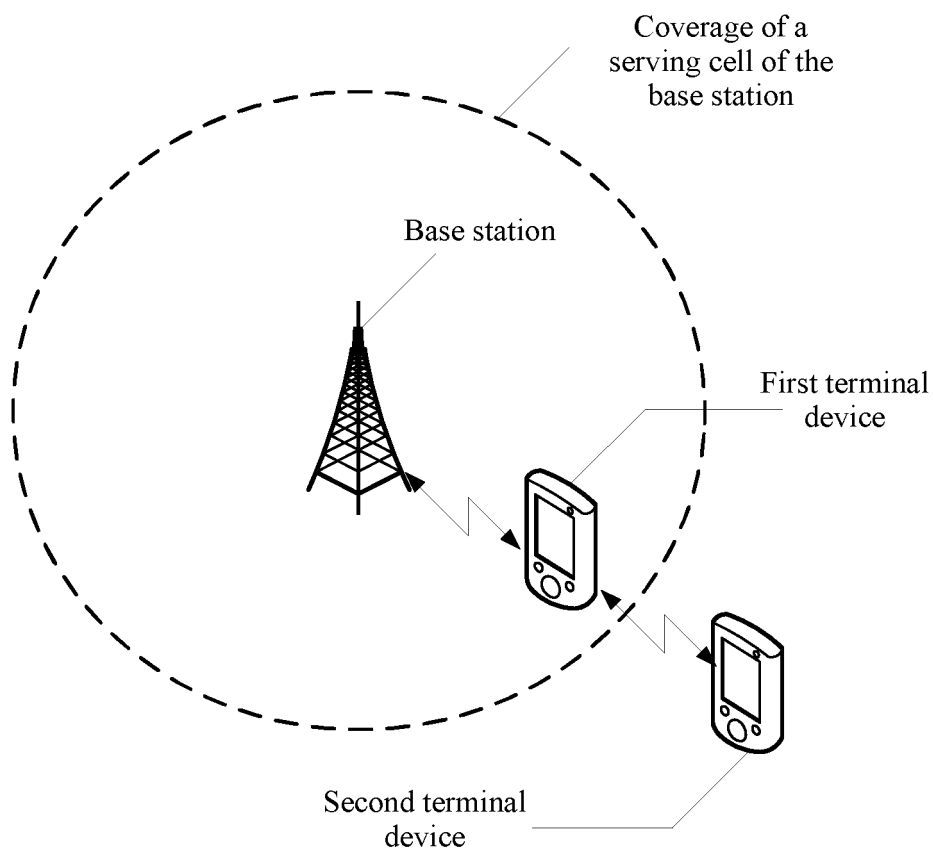 Coverage of a
serving cell of the
base station
Base station
First terminal
device
Second terminal
device